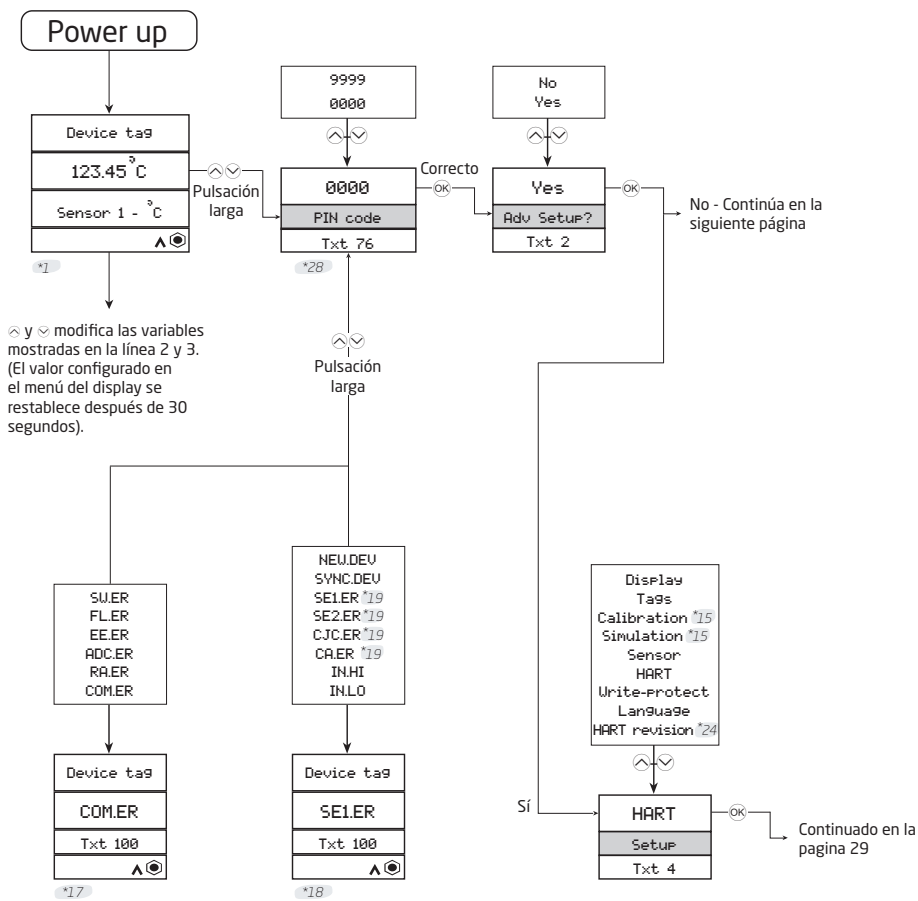 Power up
9999
0000
No
Yes
Device tag
123.45°C
Sensor 1 - °C
*1
Pulsación
larga
0000
PIN code
Txt 76
*28
Correcto
OK
Yes
Adv Setup?
Txt 2
OK
No - Continúa en la
siguiente página
y modifica las variables
mostradas en la línea 2 y 3.
(El valor configurado en
el menú del display se
restablece después de 30
segundos).
Pulsación
larga
SW.ER
FL.ER
EE.ER
ADC.ER
RA.ER
COM.ER
NEW.DEV
SYNC.DEV
SE1.ER *19
SE2.ER *19
CJC.ER *19
CA.ER *19
IN.HI
IN.LO
Display
Tags
Calibration *15
Simulation *15
Sensor
HART
Write-protect
Language
HART revision *24
Device tag
COM.ER
Txt 100
*17
Device tag
SE1.ER
Txt 100
*18
Sí
HART
Setup
Txt 4
OK
Continuado en la
pagina 29